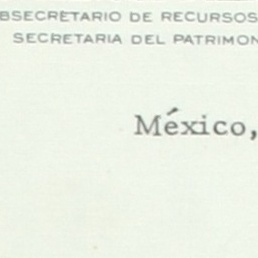 BSECRETARIO DE RECURSOS
SECRETARIA DEL PATRIMON
México,